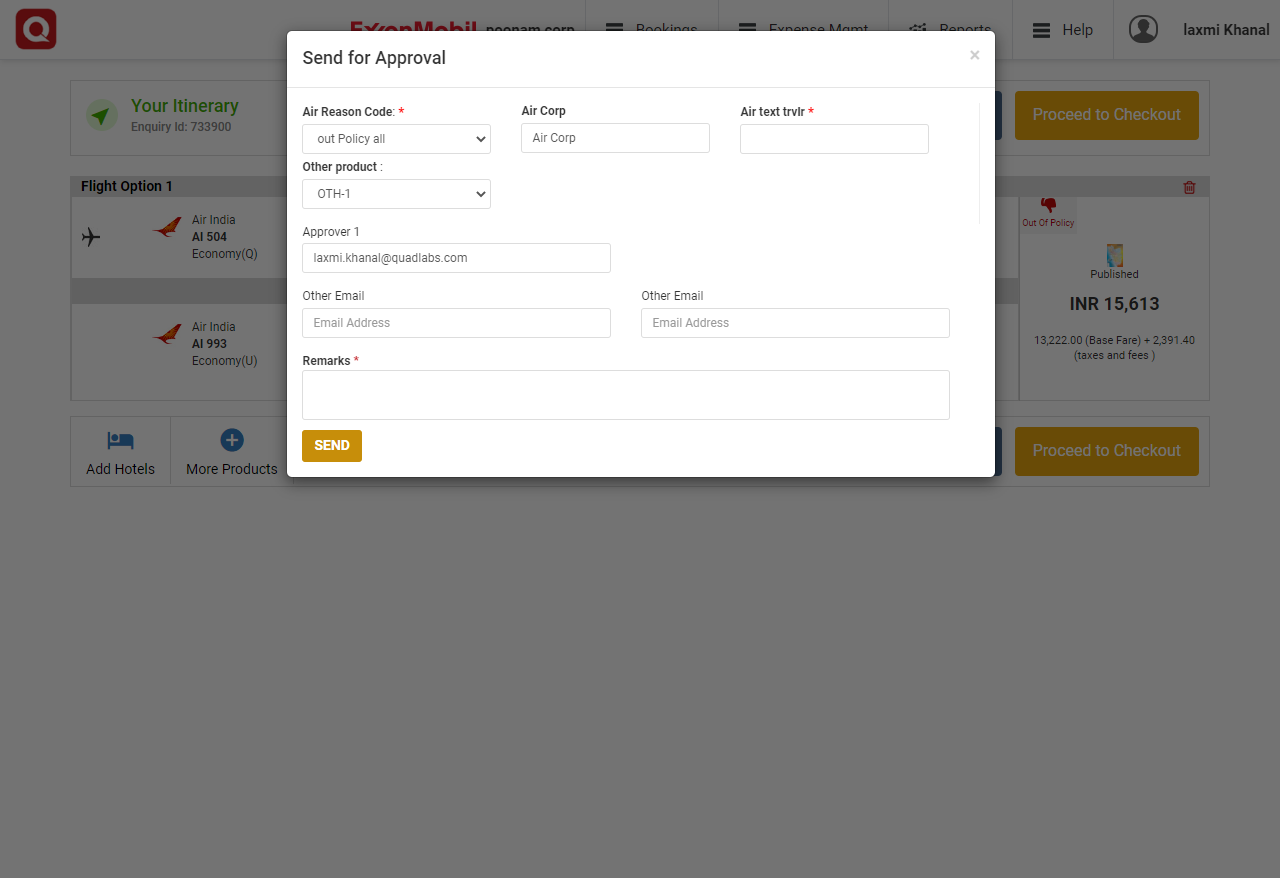 ExxonMobil poonam corp Bookings Expense Mgmt Reports Help laxmi Khanal
Send for Approval ×
Your Itinerary
Enquiry Id: 733900
Proceed to Checkout
Air Reason Code: * Air Corp Air text trvlr *
out Policy all Air Corp
Other product :
OTH-1
Flight Option 1
Air India
AI 504
Economy(Q)
Out Of Policy
Approver 1
laxmi.khanal@quadlabs.com
Published
INR 15,613
Other Email Other Email
Email Address Email Address
Air India
AI 993
Economy(U)
13,222.00 (Base Fare) + 2,391.40
(taxes and fees )
Remarks *
SEND
Add Hotels More Products
Proceed to Checkout